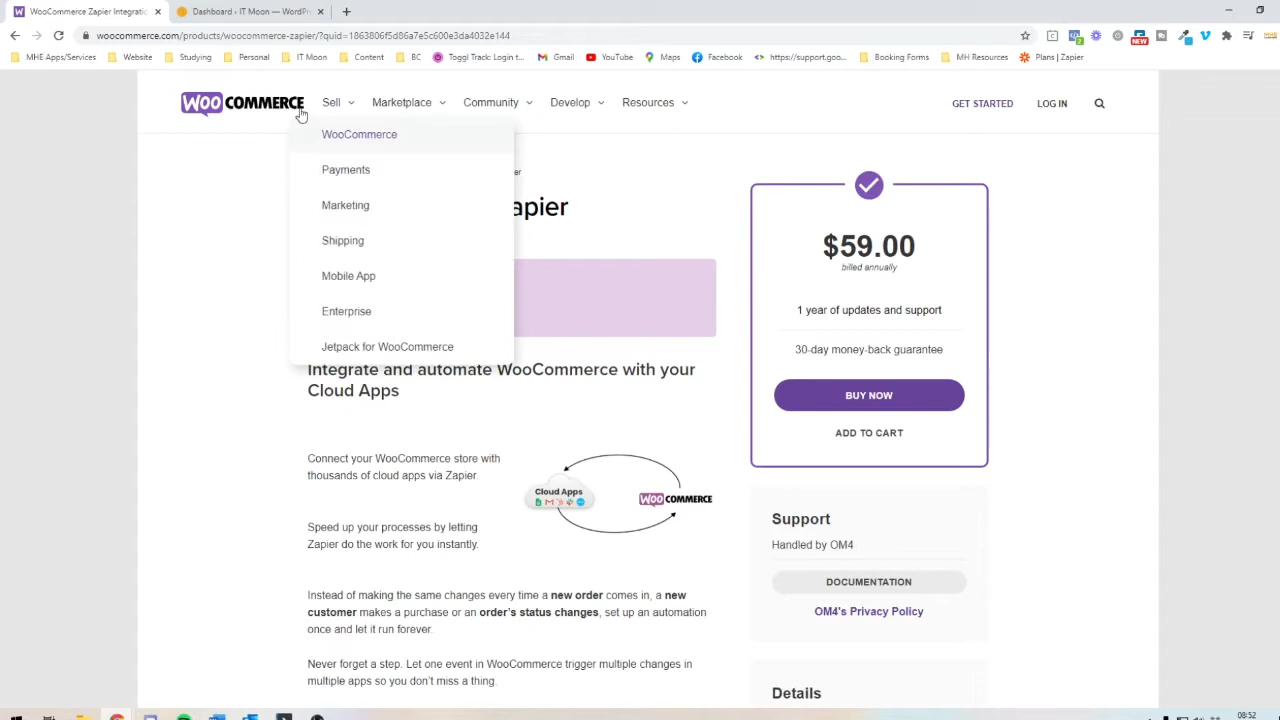 WooCommerce Zapier Integratic
Dashboard ‹ IT Moon — WordPr
woocommerce.com/products/woocommerce-zapier/?quid=1863806f5d86a7e5c600e3da4032e144
MHE Apps/Services
Website
Studying
Personal
IT Moon
Content
BC
Toggl Track: Login t...
Gmail
YouTube
Maps
Facebook
https://support.goo...
Booking Forms
MH Resources
Plans | Zapier
NEW
WOO COMMERCE
Sell
Marketplace
Community
Develop
Resources
GET STARTED
LOG IN
WooCommerce
Payments
Marketing
Shipping
Mobile App
Enterprise
Jetpack for WooCommerce
er
apier
$59.00
billed annually
1 year of updates and support
30-day money-back guarantee
BUY NOW
ADD TO CART
Integrate and automate WooCommerce with your
Cloud Apps
Connect your WooCommerce store with
thousands of cloud apps via Zapier.
Cloud Apps
WOO COMMERCE
Speed up your processes by letting
Zapier do the work for you instantly.
Instead of making the same changes every time a new order comes in, a new
customer makes a purchase or an order's status changes, set up an automation
once and let it run forever.
Never forget a step. Let one event in WooCommerce trigger multiple changes in
multiple apps so you don't miss a thing.
Support
Handled by OM4
DOCUMENTATION
OM4's Privacy Policy
Details
08:52